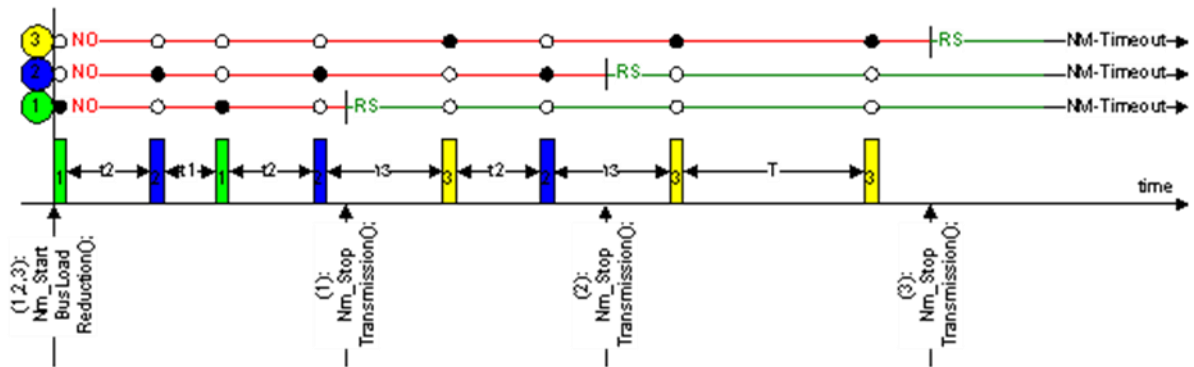 3 NO RS NM-Timeout
2 NO RS NM-Timeout
1 NO RS NM-Timeout
1 t2 2 t1 1 t2 2 t3 3 t2 2 t3 3 T 3
time
(1,2,3):
Nm_Start
BusLoad
Reduction();
(1):
Nm_Stop
Transmission();
(2):
Nm_Stop
Transmission();
(3):
Nm_Stop
Transmission();